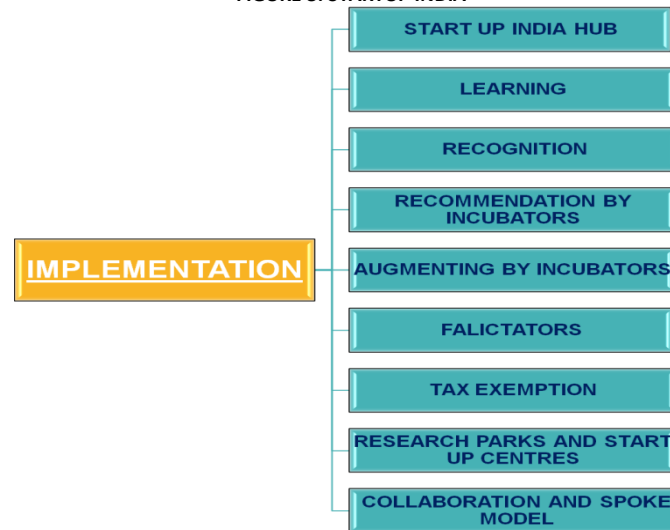 START UP INDIA HUB
LEARNING
RECOGNITION
RECOMMENDATION BY
INCUBATORS
IMPLEMENTATION
AUGMENTING BY INCUBATORS
FALICTATORS
TAX EXEMPTION
RESEARCH PARKS AND START
UP CENTRES
COLLABORATION AND SPOKE
MODEL